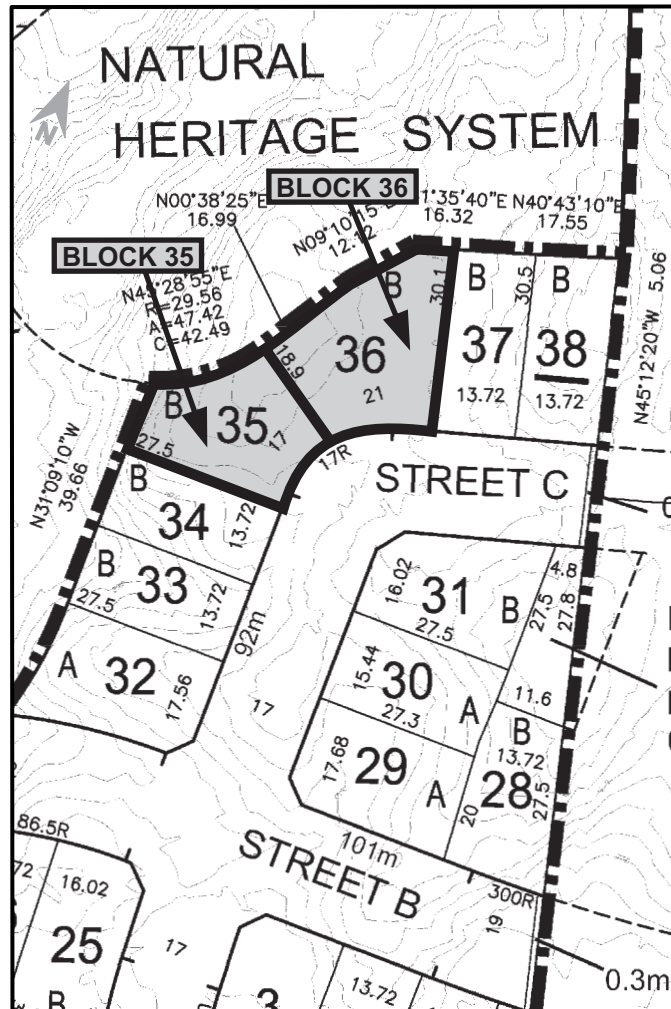 NATURAL
HERITAGE SYSTEM
N
BLOCK 36
N00°38'25"E
16.99
1°35'40"E
16.32
N40°43'10"E
17.55
N09°10'15"E
BLOCK 35
R=29.56
A=47.42
C=42.49
5.06
N45°12'20"W
B
30.1
B
30.5
B
36
18.9
21
37
13.72
38
13.72
B
35
27.5
17
17R
STREET C
N31°09'10"W
39.66
B
34
13.72
B
33
27.5
13.72
A
32
17.56
92m
17
16.02
31
27.5
B
27.5
4.8
27.8
15.44
30
27.3
A
11.6
17.68
29
A
B
13.72
28
27.5
20
101m
STREET B
300R
19
86.5R
72
16.02
25
B
17
3
13.72
0.3m